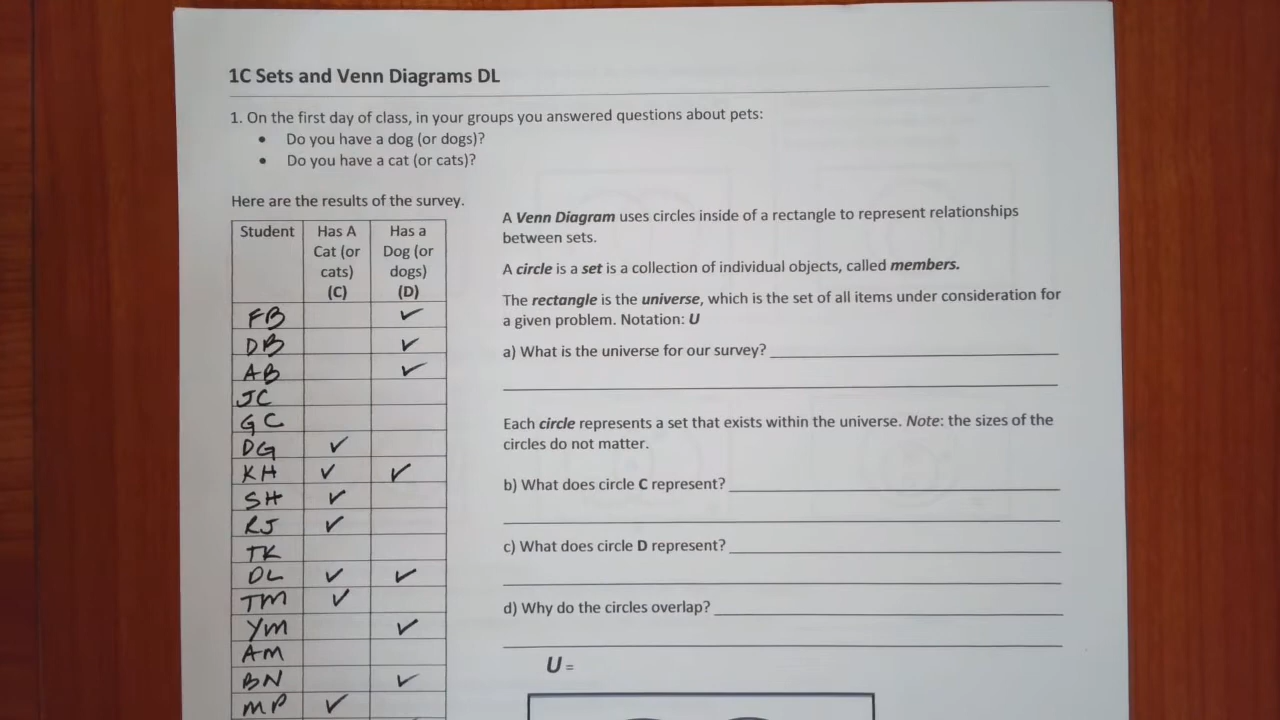 1C Sets and Venn Diagrams DL
1. On the first day of class, in your groups you answered questions about pets:
• Do you have a dog (or dogs)?
• Do you have a cat (or cats)?
Here are the results of the survey.
Student Has A Cat (or cats) (C) Has a Dog (or dogs) (D)
FB ✓
DB ✓
AB ✓
JC
GC
DG ✓
KH ✓ ✓
SH ✓
RJ ✓
TK
DL ✓ ✓
TM ✓
YM ✓
AM
BN ✓
MP ✓
A Venn Diagram uses circles inside of a rectangle to represent relationships
between sets.
A circle is a set is a collection of individual objects, called members.
The rectangle is the universe, which is the set of all items under consideration for
a given problem. Notation: U
a) What is the universe for our survey?
Each circle represents a set that exists within the universe. Note: the sizes of the
circles do not matter.
b) What does circle C represent?
c) What does circle D represent?
d) Why do the circles overlap?
U =